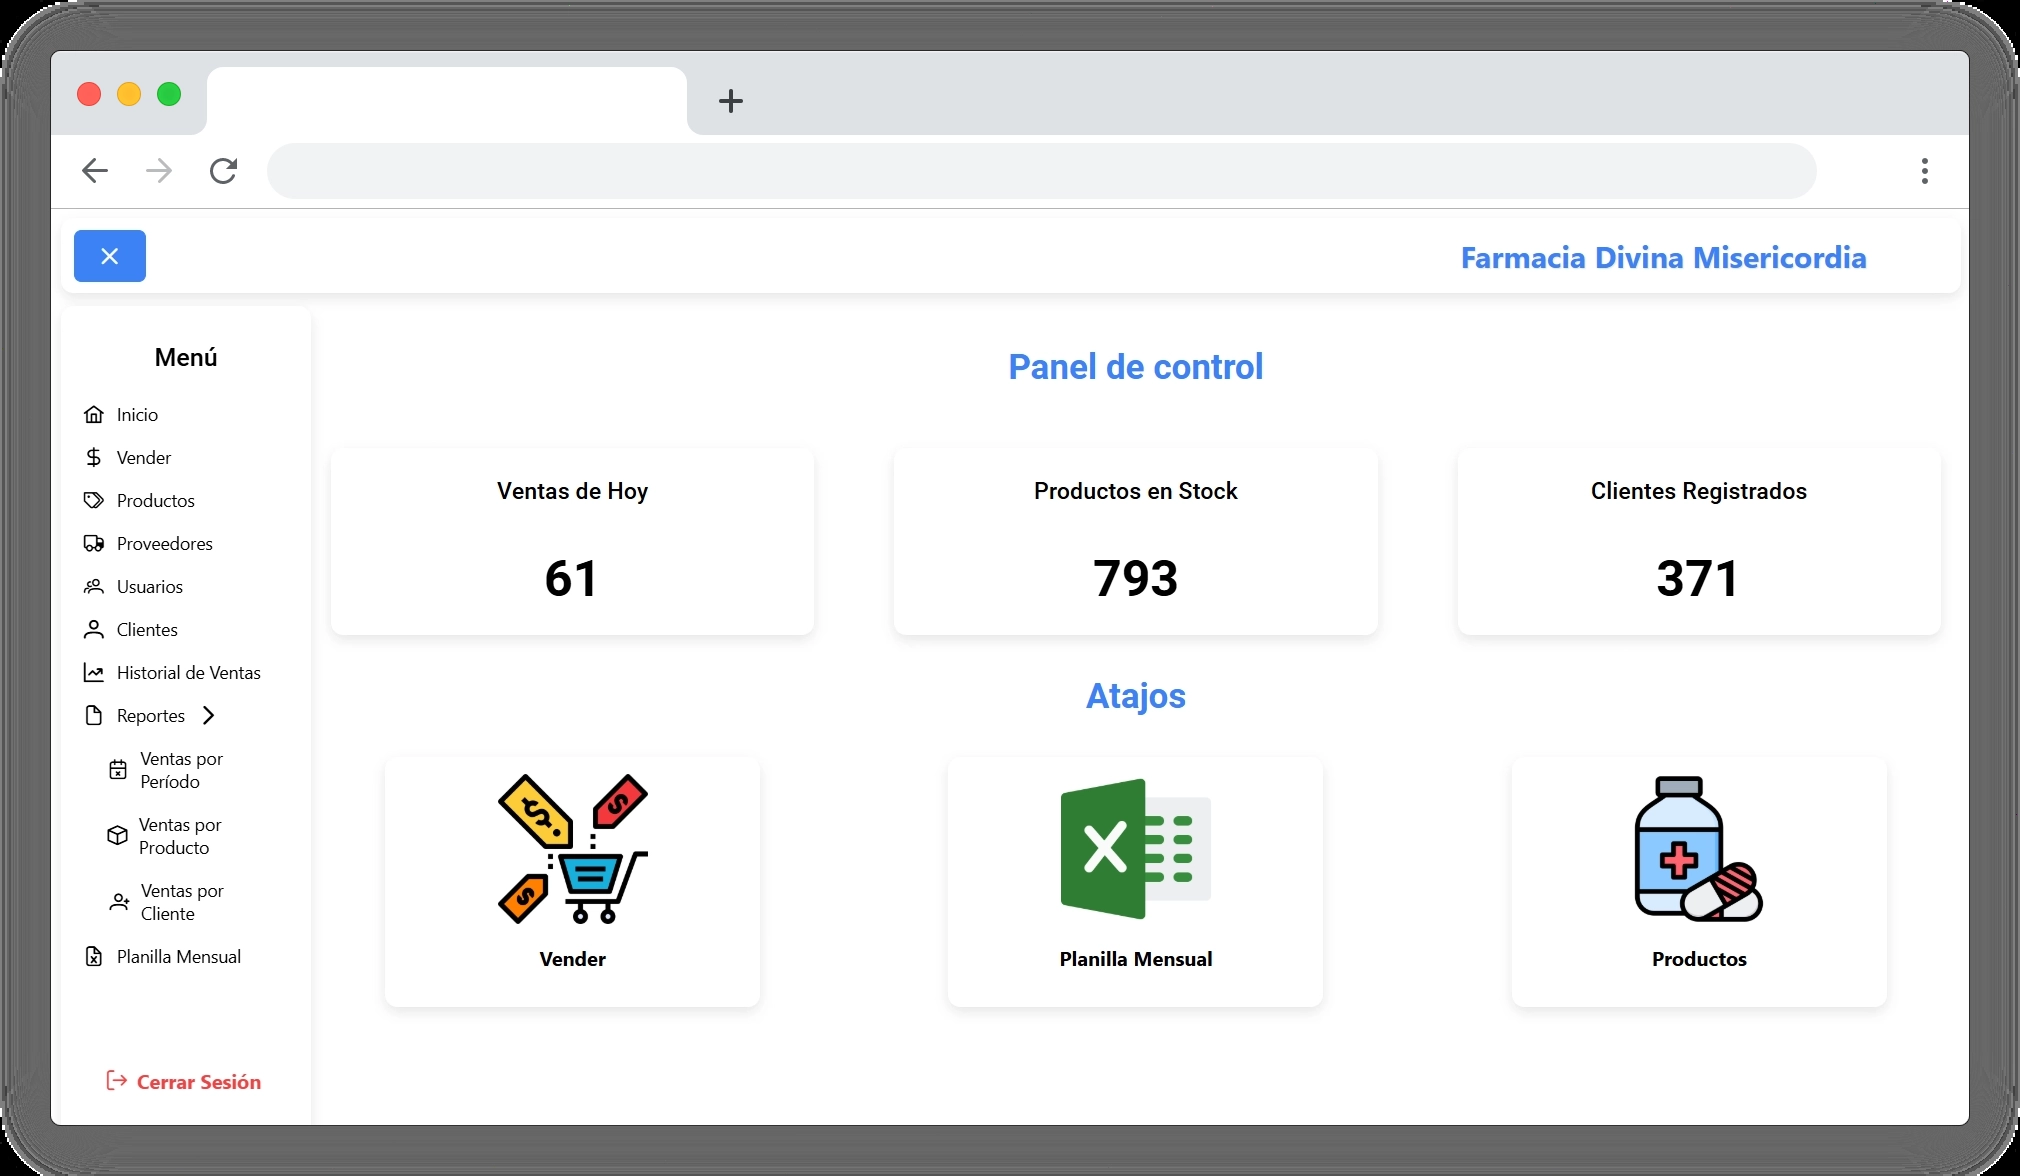 Farmacia Divina Misericordia
Menú
Inicio
Vender
Productos
Proveedores
Usuarios
Clientes
Historial de Ventas
Reportes
Ventas por
Período
Ventas por
Producto
Ventas por
Cliente
Planilla Mensual
Cerrar Sesión
Panel de control
Ventas de Hoy
61
Productos en Stock
793
Clientes Registrados
371
Atajos
Vender
Planilla Mensual
Productos